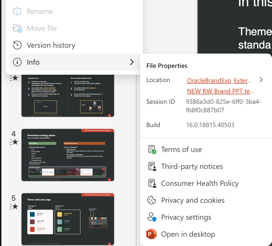 in this
Rename
Move file
Version history
Info
Theme
standa
File Properties
Location
OracleBrandExp_Exter...
NEW RW Brand PPT te...
Session ID
9386a3d0-825e-6ff0-3ba4-
fb8f0c887b07
Build
16.0.18815.40503
Terms of use
Third-party notices
Consumer Health Policy
Privacy and cookies
Privacy settings
Open in desktop
4
5